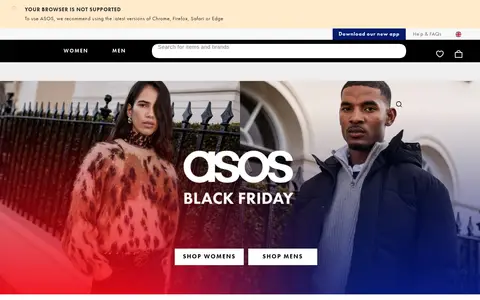 YOUR BROWSER IS NOT SUPPORTED
To use ASOS, we recommend using the latest versions of Chrome, Firefox, Safari or Edge
Download our new app
Help & FAQs
WOMEN
MEN
Search for items and brands
asos
BLACK FRIDAY
SHOP WOMENS
SHOP MENS